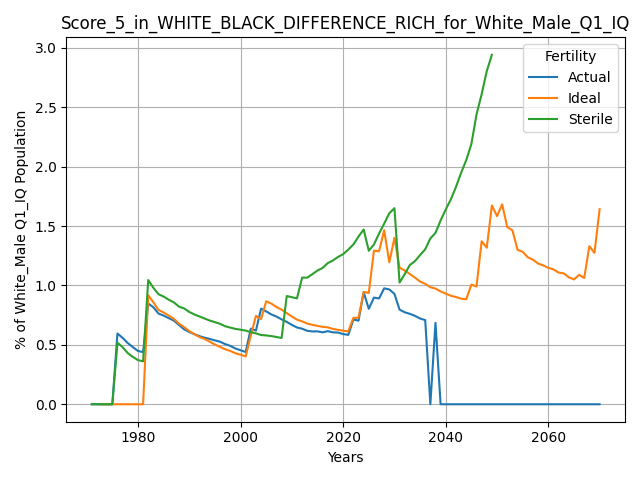 Score_5_in_WHITE_BLACK_DIFFERENCE_RICH_for_White_Male_Q1_IQ
3.0
2.5
2.0
1.5
1.0
0.5
0.0
% of White_Male Q1_IQ Population
Fertility
Actual
Ideal
Sterile
1980
2000
2020
2040
2060
Years